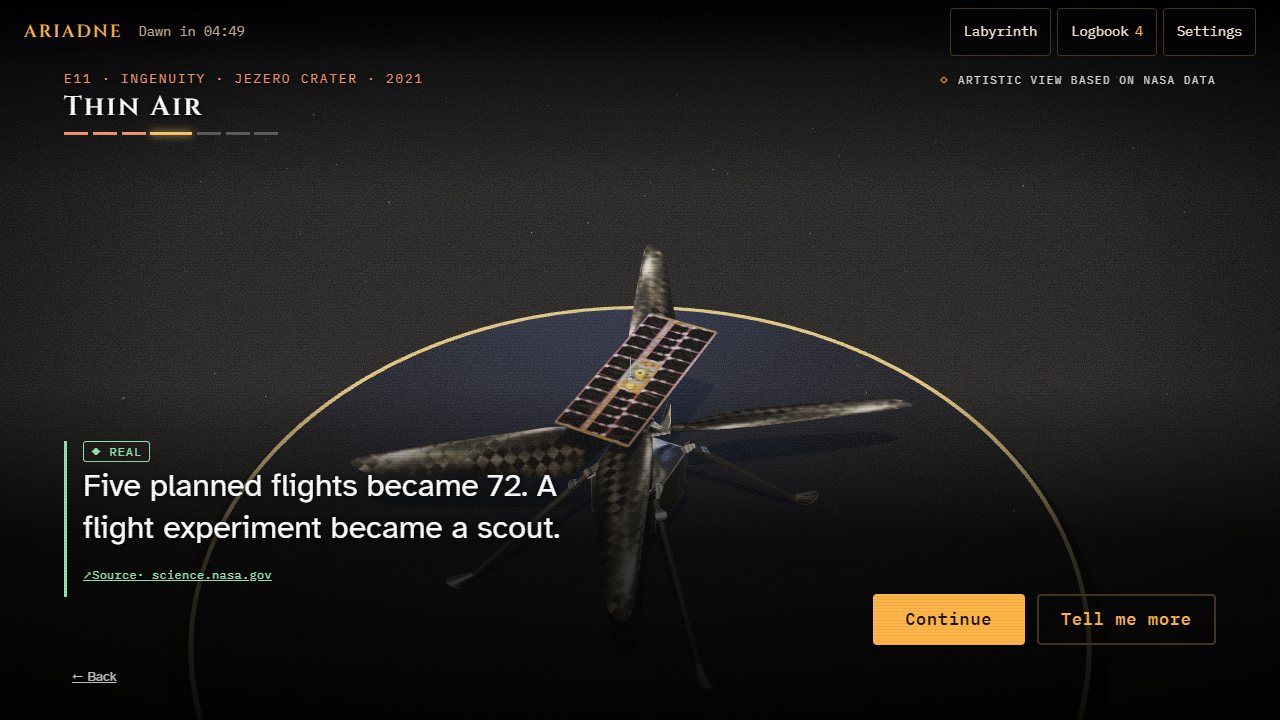 ARIADNE Dawn in 04:49 Labyrinth Logbook 4 Settings
E11 · INGENUITY · JEZERO CRATER · 2021
◇ ARTISTIC VIEW BASED ON NASA DATA
Thin Air
◆ REAL
Five planned flights became 72. A
flight experiment became a scout.
↗Source· science.nasa.gov
Continue Tell me more
← Back